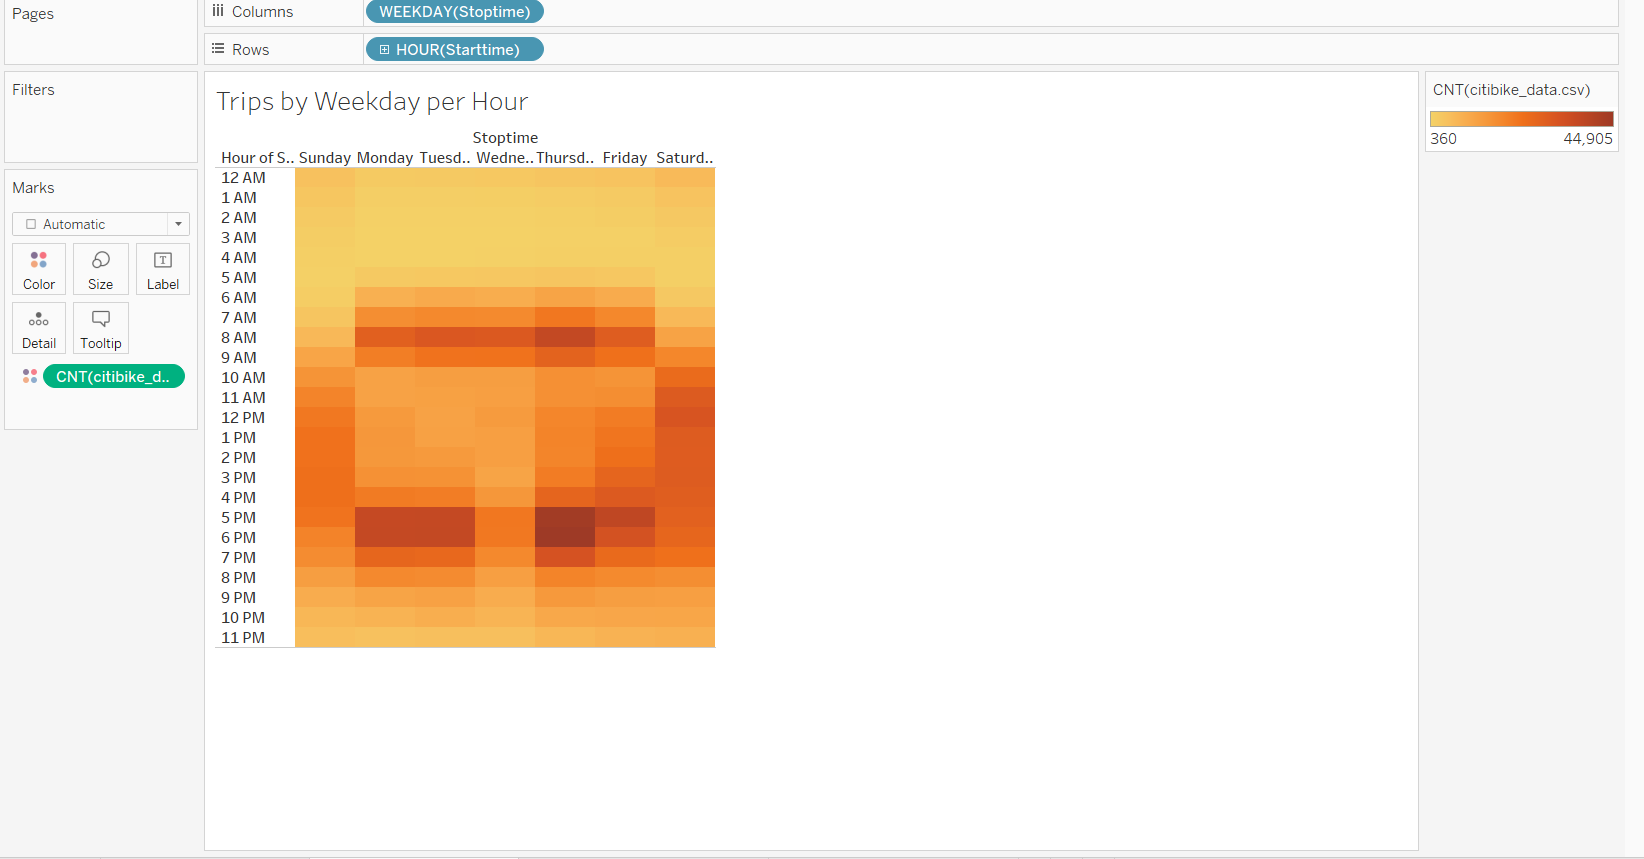 Pages
Columns
WEEKDAY(Stoptime)
Rows
HOUR(Starttime)
Filters
Marks
Automatic
Color
Size
T
Label
Detail
Tooltip
CNT(citibike_d..
Trips by Weekday per Hour
Stoptime
Hour of S.. Sunday Monday Tuesd.. Wedne.. Thursd.. Friday Saturd..
12 AM
1 AM
2 AM
3 AM
4 AM
5 AM
6 AM
7 AM
8 AM
9 AM
10 AM
11 AM
12 PM
1 PM
2 PM
3 PM
4 PM
5 PM
6 PM
7 PM
8 PM
9 PM
10 PM
11 PM
CNT(citibike_data.csv)
360 44,905